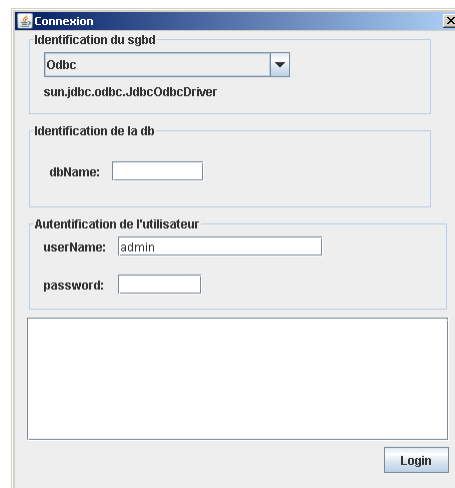 Connexion
Identification du sgbd
Odbc
sun.jdbc.odbc.JdbcOdbcDriver
Identification de la db
dbName:
Autentification de l'utilisateur
userName: admin
password:
Login